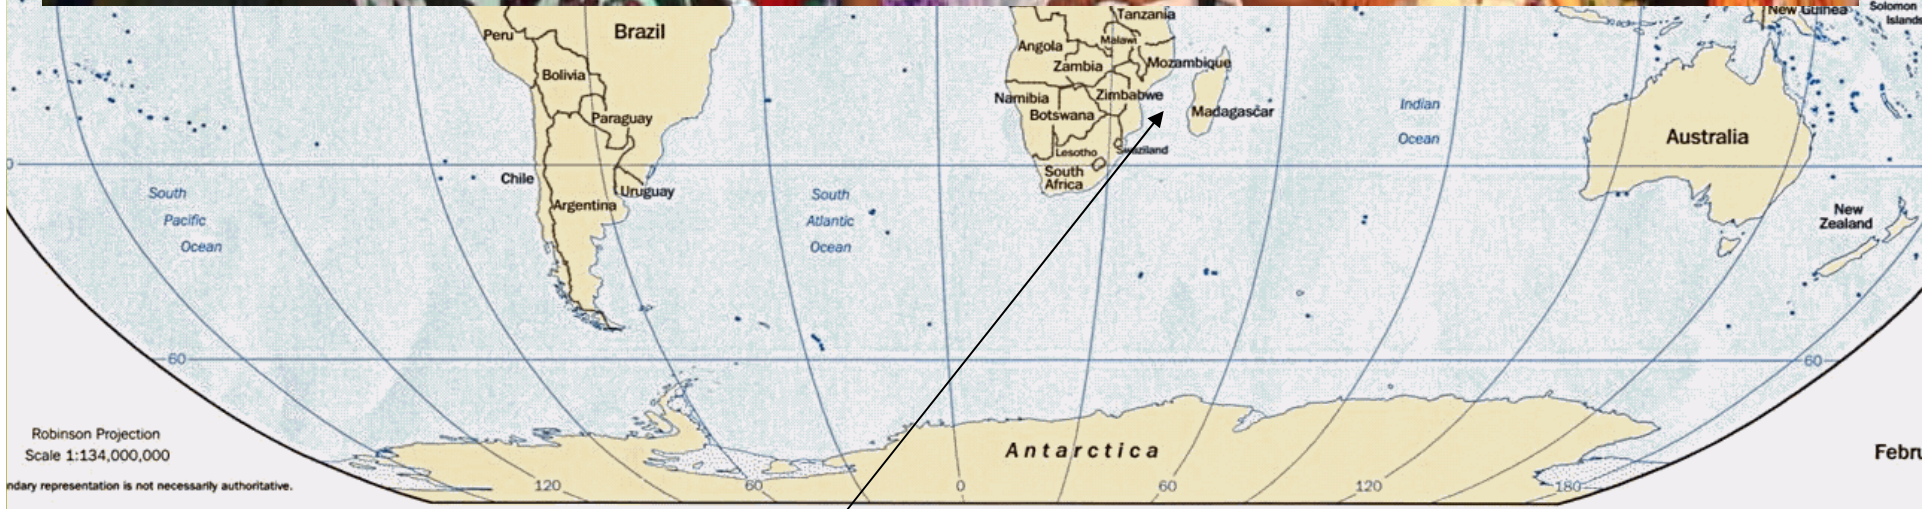 Solomon
Islands
New Guinea
Tanzania
Brazil
Peru
Malawi
Angola
Mozambique
Zambia
Bolivia
Zimbabwe
Namibia
Indian
Madagascar
Botswana
Paraguay
Australia
Ocean
Swaziland
Lesotho
0
South
Africa
Chile
Uruguay
South
Pacific
Ocean
South
Atlantic
Ocean
Argentina
New
Zealand
60
60
Robinson Projection
Scale 1:134,000,000
Antarctica
Febru
ndary representation is not necessarily authoritative.
120
60
0
60
120
180